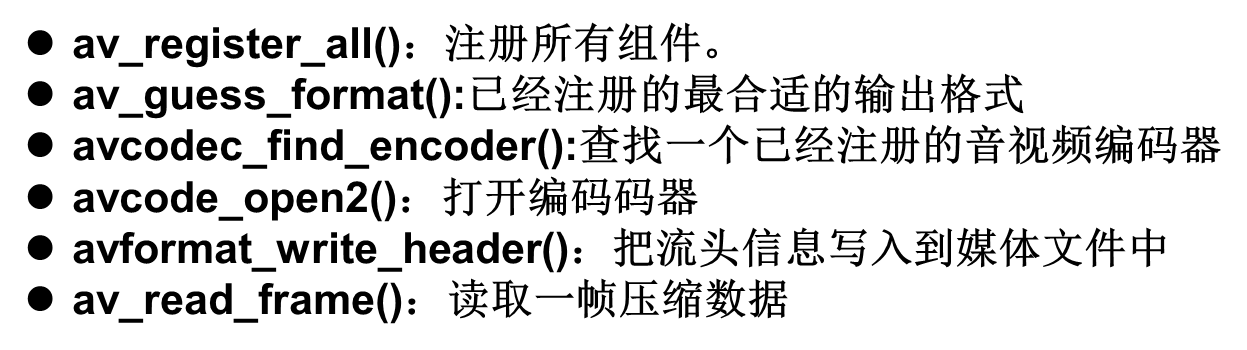 ● av_register_all()：注册所有组件。
● av_guess_format():已经注册的最合适的输出格式
● avcodec_find_encoder():查找一个已经注册的音视频编码器
● avcode_open2()：打开编码码器
● avformat_write_header()：把流头信息写入到媒体文件中
● av_read_frame()：读取一帧压缩数据